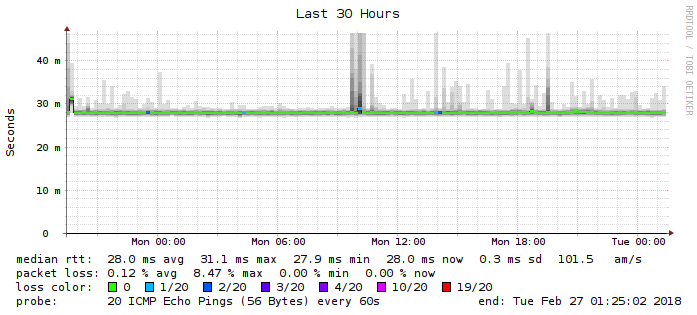 Last 30 Hours
RRDTOOL / TOBI OETIKER
Seconds
40 m
30 m
20 m
10 m
0
Mon 00:00 Mon 06:00 Mon 12:00 Mon 18:00 Tue 00:00
median rtt: 28.0 ms avg 31.1 ms max 27.9 ms min 28.0 ms now 0.3 ms sd 101.5 am/s
packet loss: 0.12 % avg 8.47 % max 0.00 % min 0.00 % now
loss color: 0 1/20 2/20 3/20 4/20 10/20 19/20
probe: 20 ICMP Echo Pings (56 Bytes) every 60s end: Tue Feb 27 01:25:02 2018